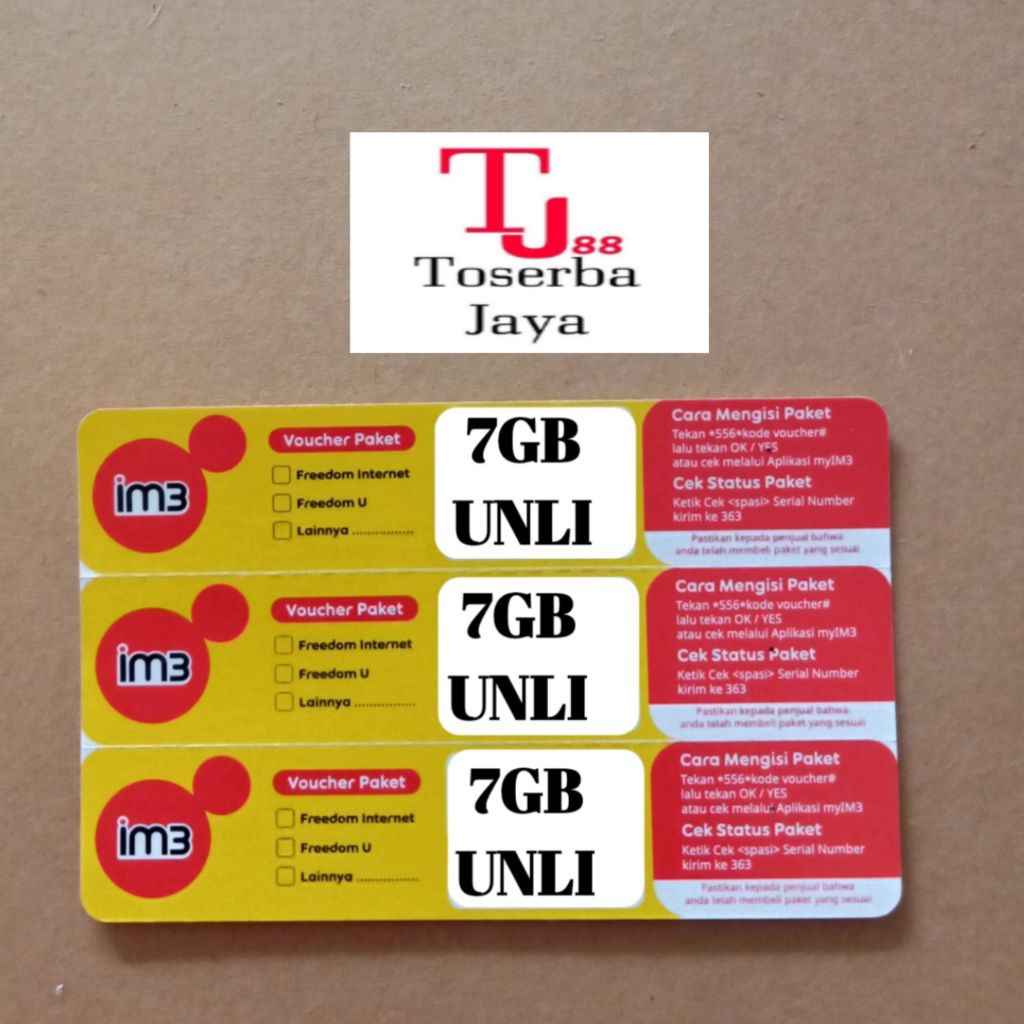 TJ88
Toserba
Jaya
im3
Voucher Paket
Freedom Internet
Freedom U
Lainnya ................
7GB
UNLI
Cara Mengisi Paket
Tekan *556*kode voucher#
lalu tekan OK / YES
atau cek melalui Aplikasi myIM3
Cek Status Paket
Ketik Cek <spasi> Serial Number
kirim ke 363
Pastikan kepada penjual bahwa
anda telah membeli paket yang sesuai
im3
Voucher Paket
Freedom Internet
Freedom U
Lainnya ................
7GB
UNLI
Cara Mengisi Paket
Tekan *556*kode voucher#
lalu tekan OK / YES
atau cek melalui Aplikasi myIM3
Cek Status Paket
Ketik Cek <spasi> Serial Number
kirim ke 363
Pastikan kepada penjual bahwa
anda telah membeli paket yang sesuai
im3
Voucher Paket
Freedom Internet
Freedom U
Lainnya ................
7GB
UNLI
Cara Mengisi Paket
Tekan *556*kode voucher#
lalu tekan OK / YES
atau cek melalui Aplikasi myIM3
Cek Status Paket
Ketik Cek <spasi> Serial Number
kirim ke 363
Pastikan kepada penjual bahwa
anda telah membeli paket yang sesuai